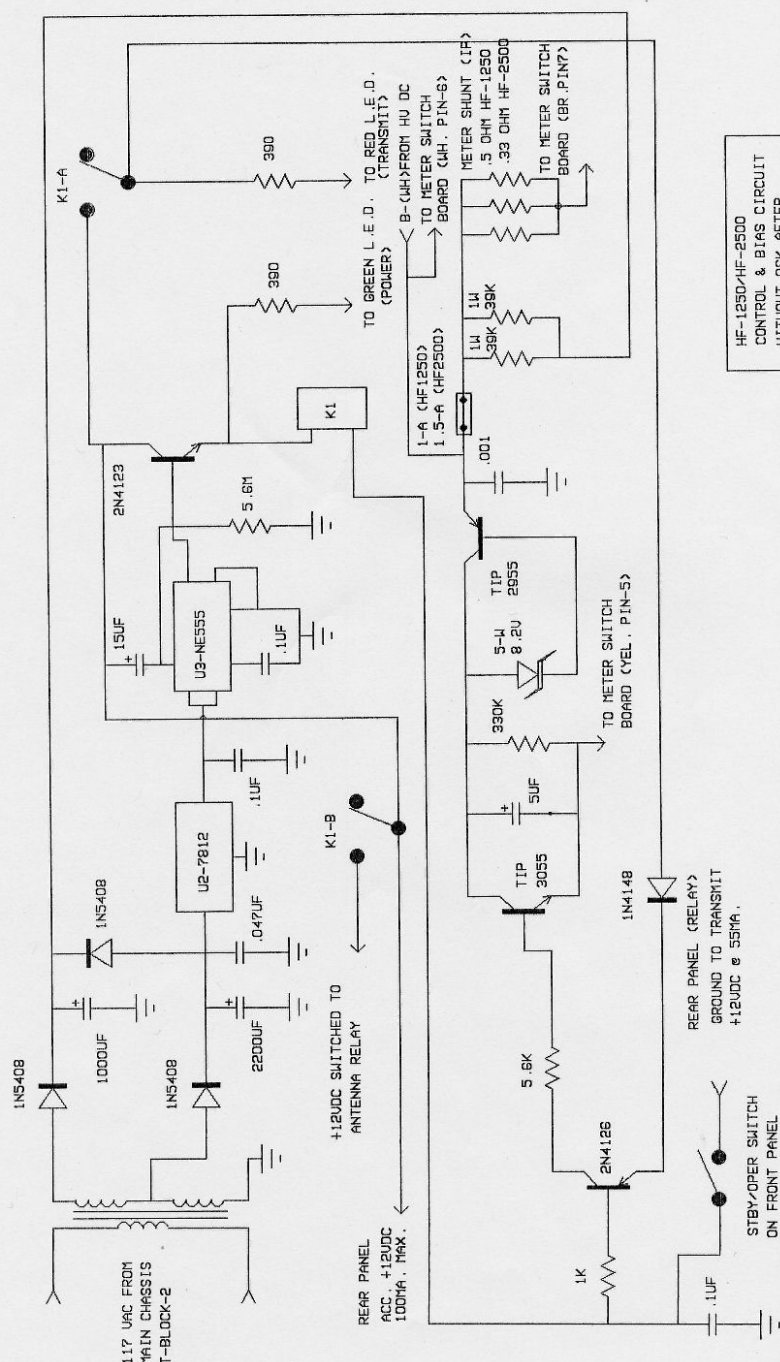 117 VAC FROM
MAIN CHASSIS
T-BLOCK-2
1N5408
1000UF
+
1N5408
1N5408
2200UF
+
.047UF
U2-7812
.1UF
15UF
+
U3-NE555
.1UF
5.6M
2N4123
K1
390
390
K1-A
TO GREEN L.E.D.
(POWER)
TO RED L.E.D.
(TRANSMIT)
+12VDC SWITCHED TO
ANTENNA RELAY
K1-B
REAR PANEL
ACC. +12VDC
100MA. MAX.
B-(WH)FROM HV DC
TO METER SWITCH
BOARD (WH. PIN-6)
1-A (HF1250)
1.5-A (HF2500)
.001
1W
39K
1W
39K
METER SHUNT (IP)
.5 OHM HF-1250
.33 OHM HF-2500
TO METER SWITCH
BOARD (BR.PIN7)
TIP
3055
5UF
+
330K
5-W
8.2V
TIP
2955
TO METER SWITCH
BOARD (YEL. PIN-5)
5.6K
2N4126
1K
1N4148
.1UF
STBY/OPER SWITCH
ON FRONT PANEL
REAR PANEL (RELAY)
GROUND TO TRANSMIT
+12VDC @ 55MA.
HF-1250/HF-2500
CONTROL & BIAS CIRCUIT
WITHOUT QSK AFTER